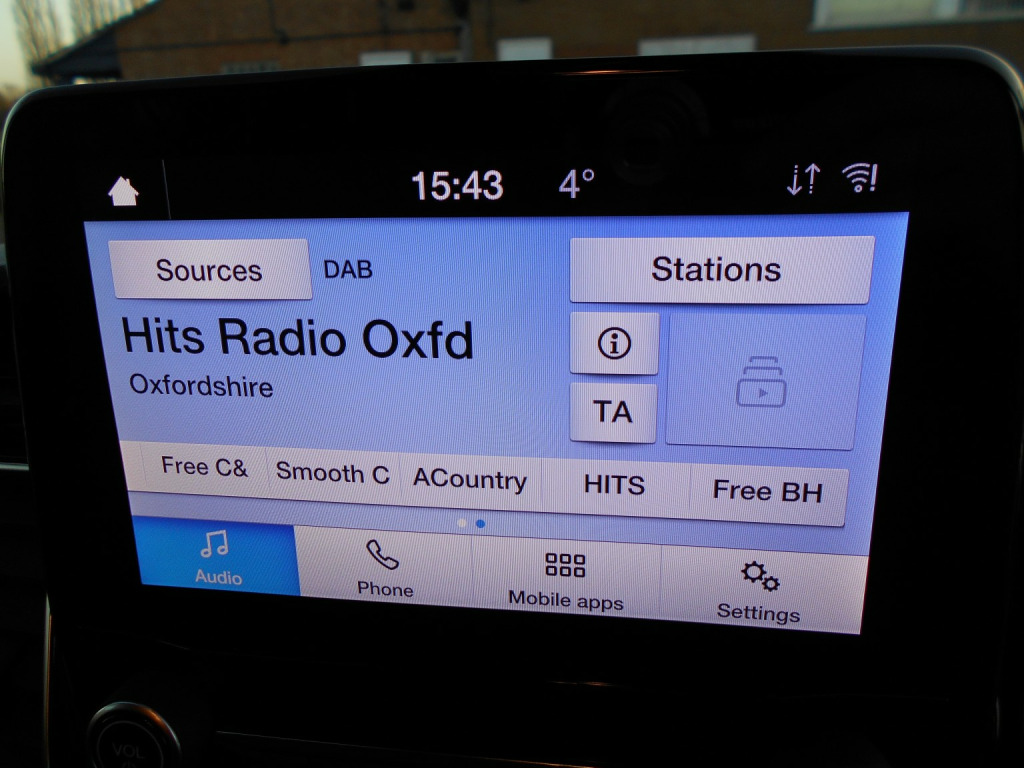 15:43 4°
Sources DAB Stations
Hits Radio Oxfd
Oxfordshire
TA
Free C& Smooth C ACountry HITS Free BH
Audio Phone Mobile apps Settings
VOL